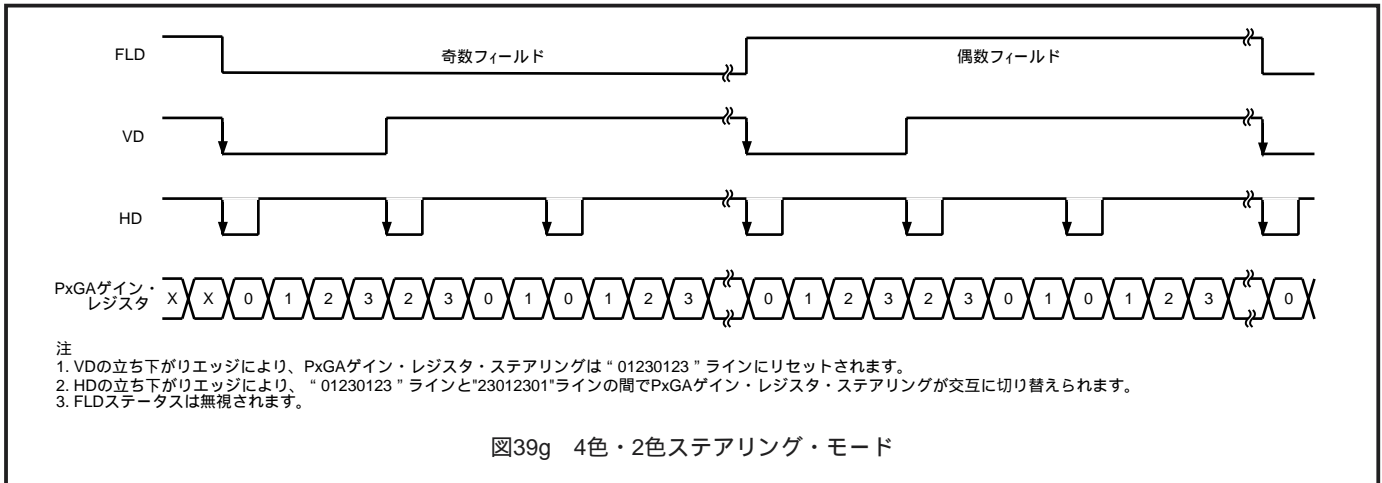 FLD 奇数フィールド 偶数フィールド
VD
HD
PxGAゲイン・
レジスタ X X 0 1 2 3 2 3 0 1 0 1 2 3 0 1 2 3 2 3 0 1 0 1 2 3 0
注
1. VDの立ち下がりエッジにより、PxGAゲイン・レジスタ・ステアリングは“ 01230123 ”ラインにリセットされます。
2. HDの立ち下がりエッジにより、“ 01230123 ”ラインと"23012301"ラインの間でPxGAゲイン・レジスタ・ステアリングが交互に切り替えられます。
3. FLDステータスは無視されます。
図39g 4色・2色ステアリング・モード